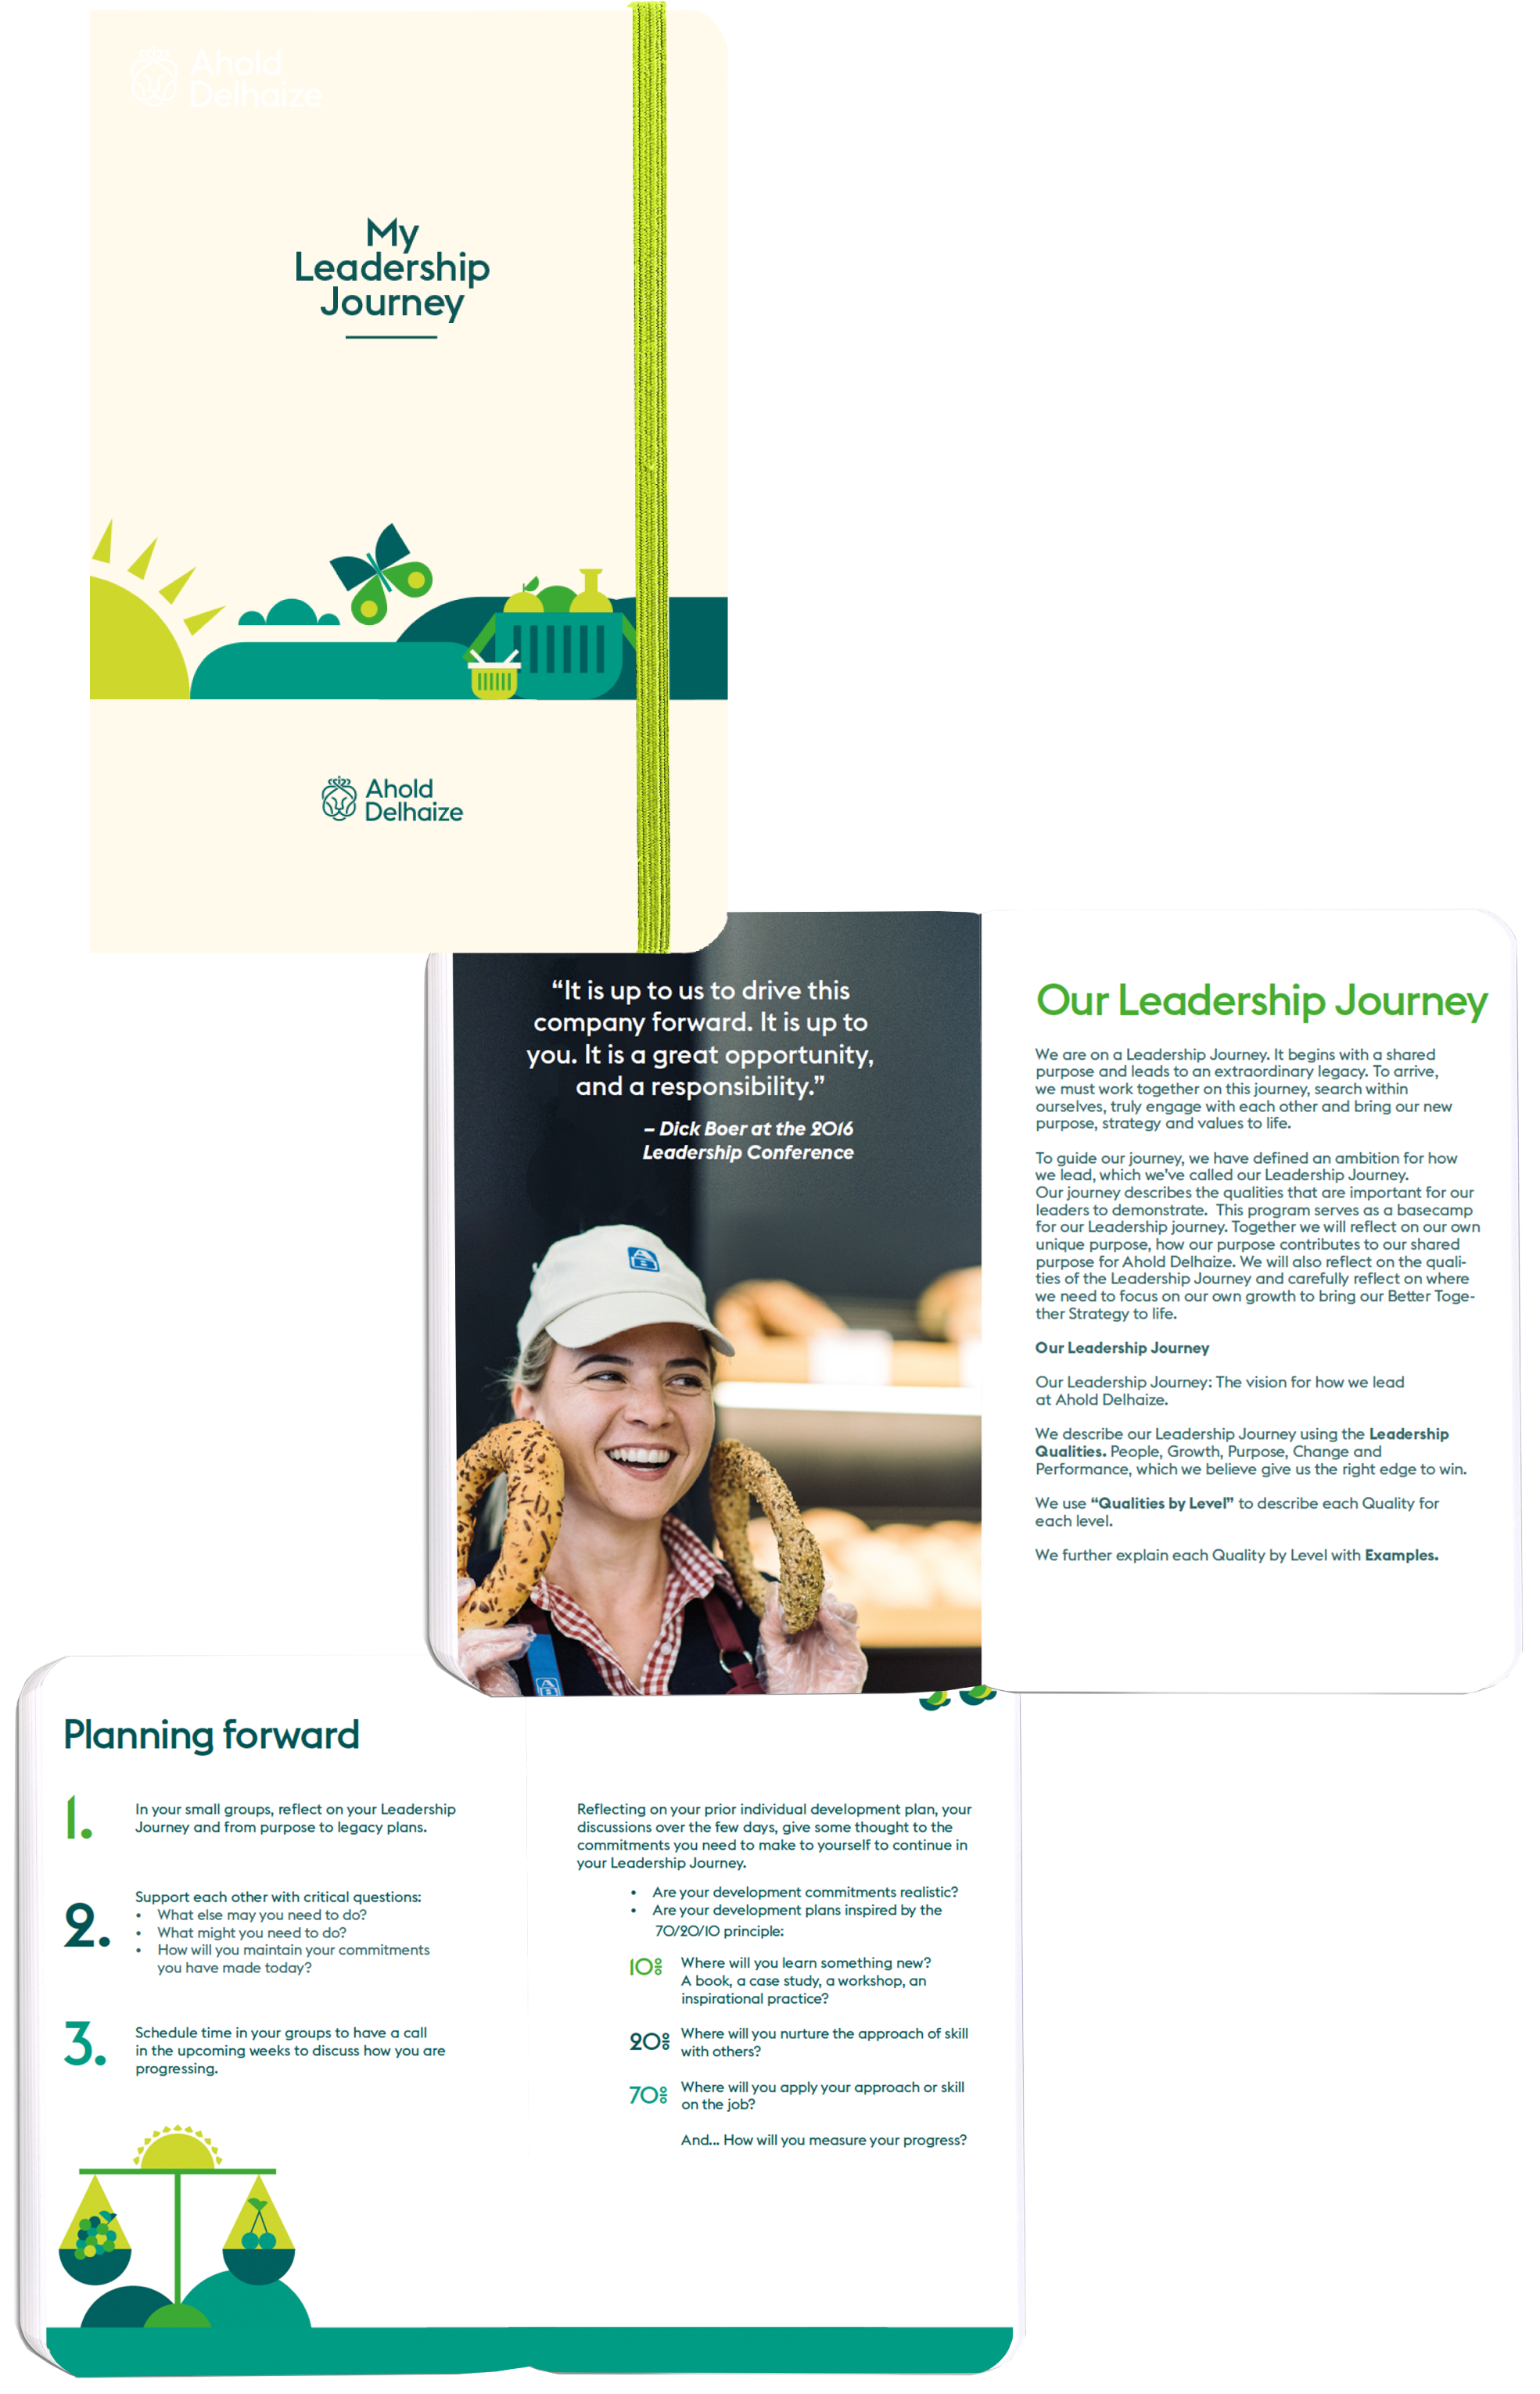 Ahold
Delhaize
My
Leadership
Journey
Ahold
Delhaize
“It is up to us to drive this
company forward. It is up to
you. It is a great opportunity,
and a responsibility.”
– Dick Boer at the 2016
Leadership Conference
Our Leadership Journey
We are on a Leadership Journey. It begins with a shared
purpose and leads to an extraordinary legacy. To arrive,
we must work together on this journey, search within
ourselves, truly engage with each other and bring our new
purpose, strategy and values to life.
To guide our journey, we have defined an ambition for how
we lead, which we’ve called our Leadership Journey.
Our journey describes the qualities that are important for our
leaders to demonstrate. This program serves as a basecamp
for our Leadership journey. Together we will reflect on our own
unique purpose, how our purpose contributes to our shared
purpose for Ahold Delhaize. We will also reflect on the quali-
ties of the Leadership Journey and carefully reflect on where
we need to focus on our own growth to bring our Better Toge-
ther Strategy to life.
Our Leadership Journey
Our Leadership Journey: The vision for how we lead
at Ahold Delhaize.
We describe our Leadership Journey using the Leadership
Qualities. People, Growth, Purpose, Change and
Performance, which we believe give us the right edge to win.
We use “Qualities by Level” to describe each Quality for
each level.
We further explain each Quality by Level with Examples.
Planning forward
1. In your small groups, reflect on your Leadership
Journey and from purpose to legacy plans.
2. Support each other with critical questions:
• What else may you need to do?
• What might you need to do?
• How will you maintain your commitments
you have made today?
3. Schedule time in your groups to have a call
in the upcoming weeks to discuss how you are
progressing.
Reflecting on your prior individual development plan, your
discussions over the few days, give some thought to the
commitments you need to make to yourself to continue in
your Leadership Journey.
• Are your development commitments realistic?
• Are your development plans inspired by the
70/20/10 principle:
10% Where will you learn something new?
A book, a case study, a workshop, an
inspirational practice?
20% Where will you nurture the approach of skill
with others?
70% Where will you apply your approach or skill
on the job?
And... How will you measure your progress?